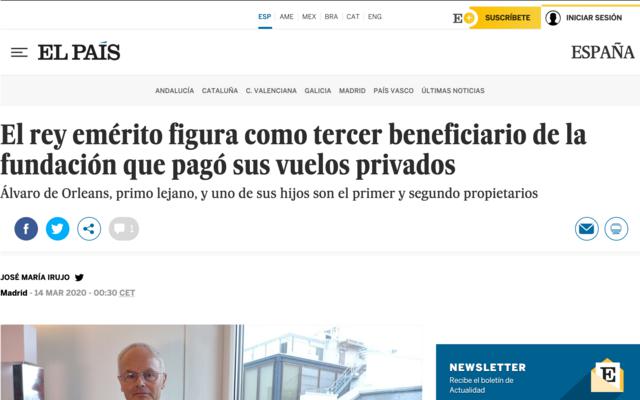 ESP AME MEX BRA CAT ENG
E+ SUSCRÍBETE INICIAR SESIÓN
EL PAÍS
ESPAÑA
ANDALUCÍA CATALUÑA C. VALENCIANA GALICIA MADRID PAÍS VASCO ÚLTIMAS NOTICIAS
El rey emérito figura como tercer beneficiario de la
fundación que pagó sus vuelos privados
Álvaro de Orleans, primo lejano, y uno de sus hijos son el primer y segundo propietarios
1
JOSÉ MARÍA IRUJO
Madrid - 14 MAR 2020 - 00:30 CET
NEWSLETTER
Recibe el boletín de
Actualidad
E